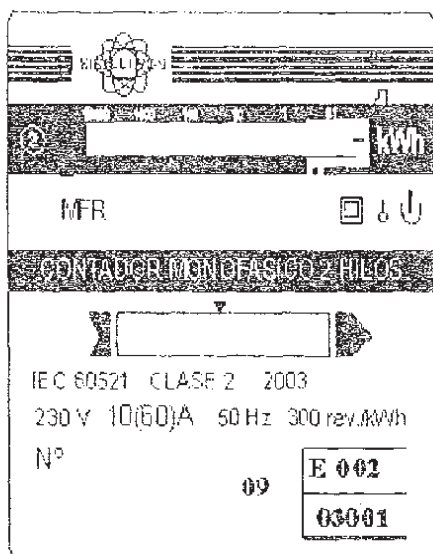 kWh
MFR
CONTADOR MONOFASICO 2 HILOS
IEC 60521 CLASE 2 2003
230 V 10(60)A 50 Hz 300 rev./kWh
Nº
09
E 002
03001